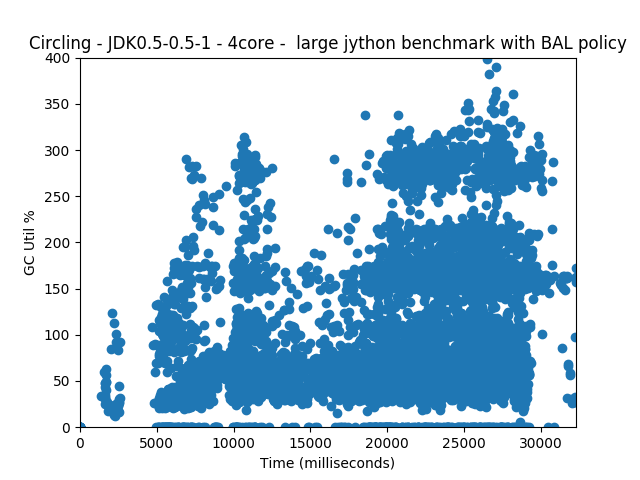 Circling - JDK0.5-0.5-1 - 4core -  large jython benchmark with BAL policy
400
350
300
250
200
150
100
50
0
GC Util %
0 5000 10000 15000 20000 25000 30000
Time (milliseconds)